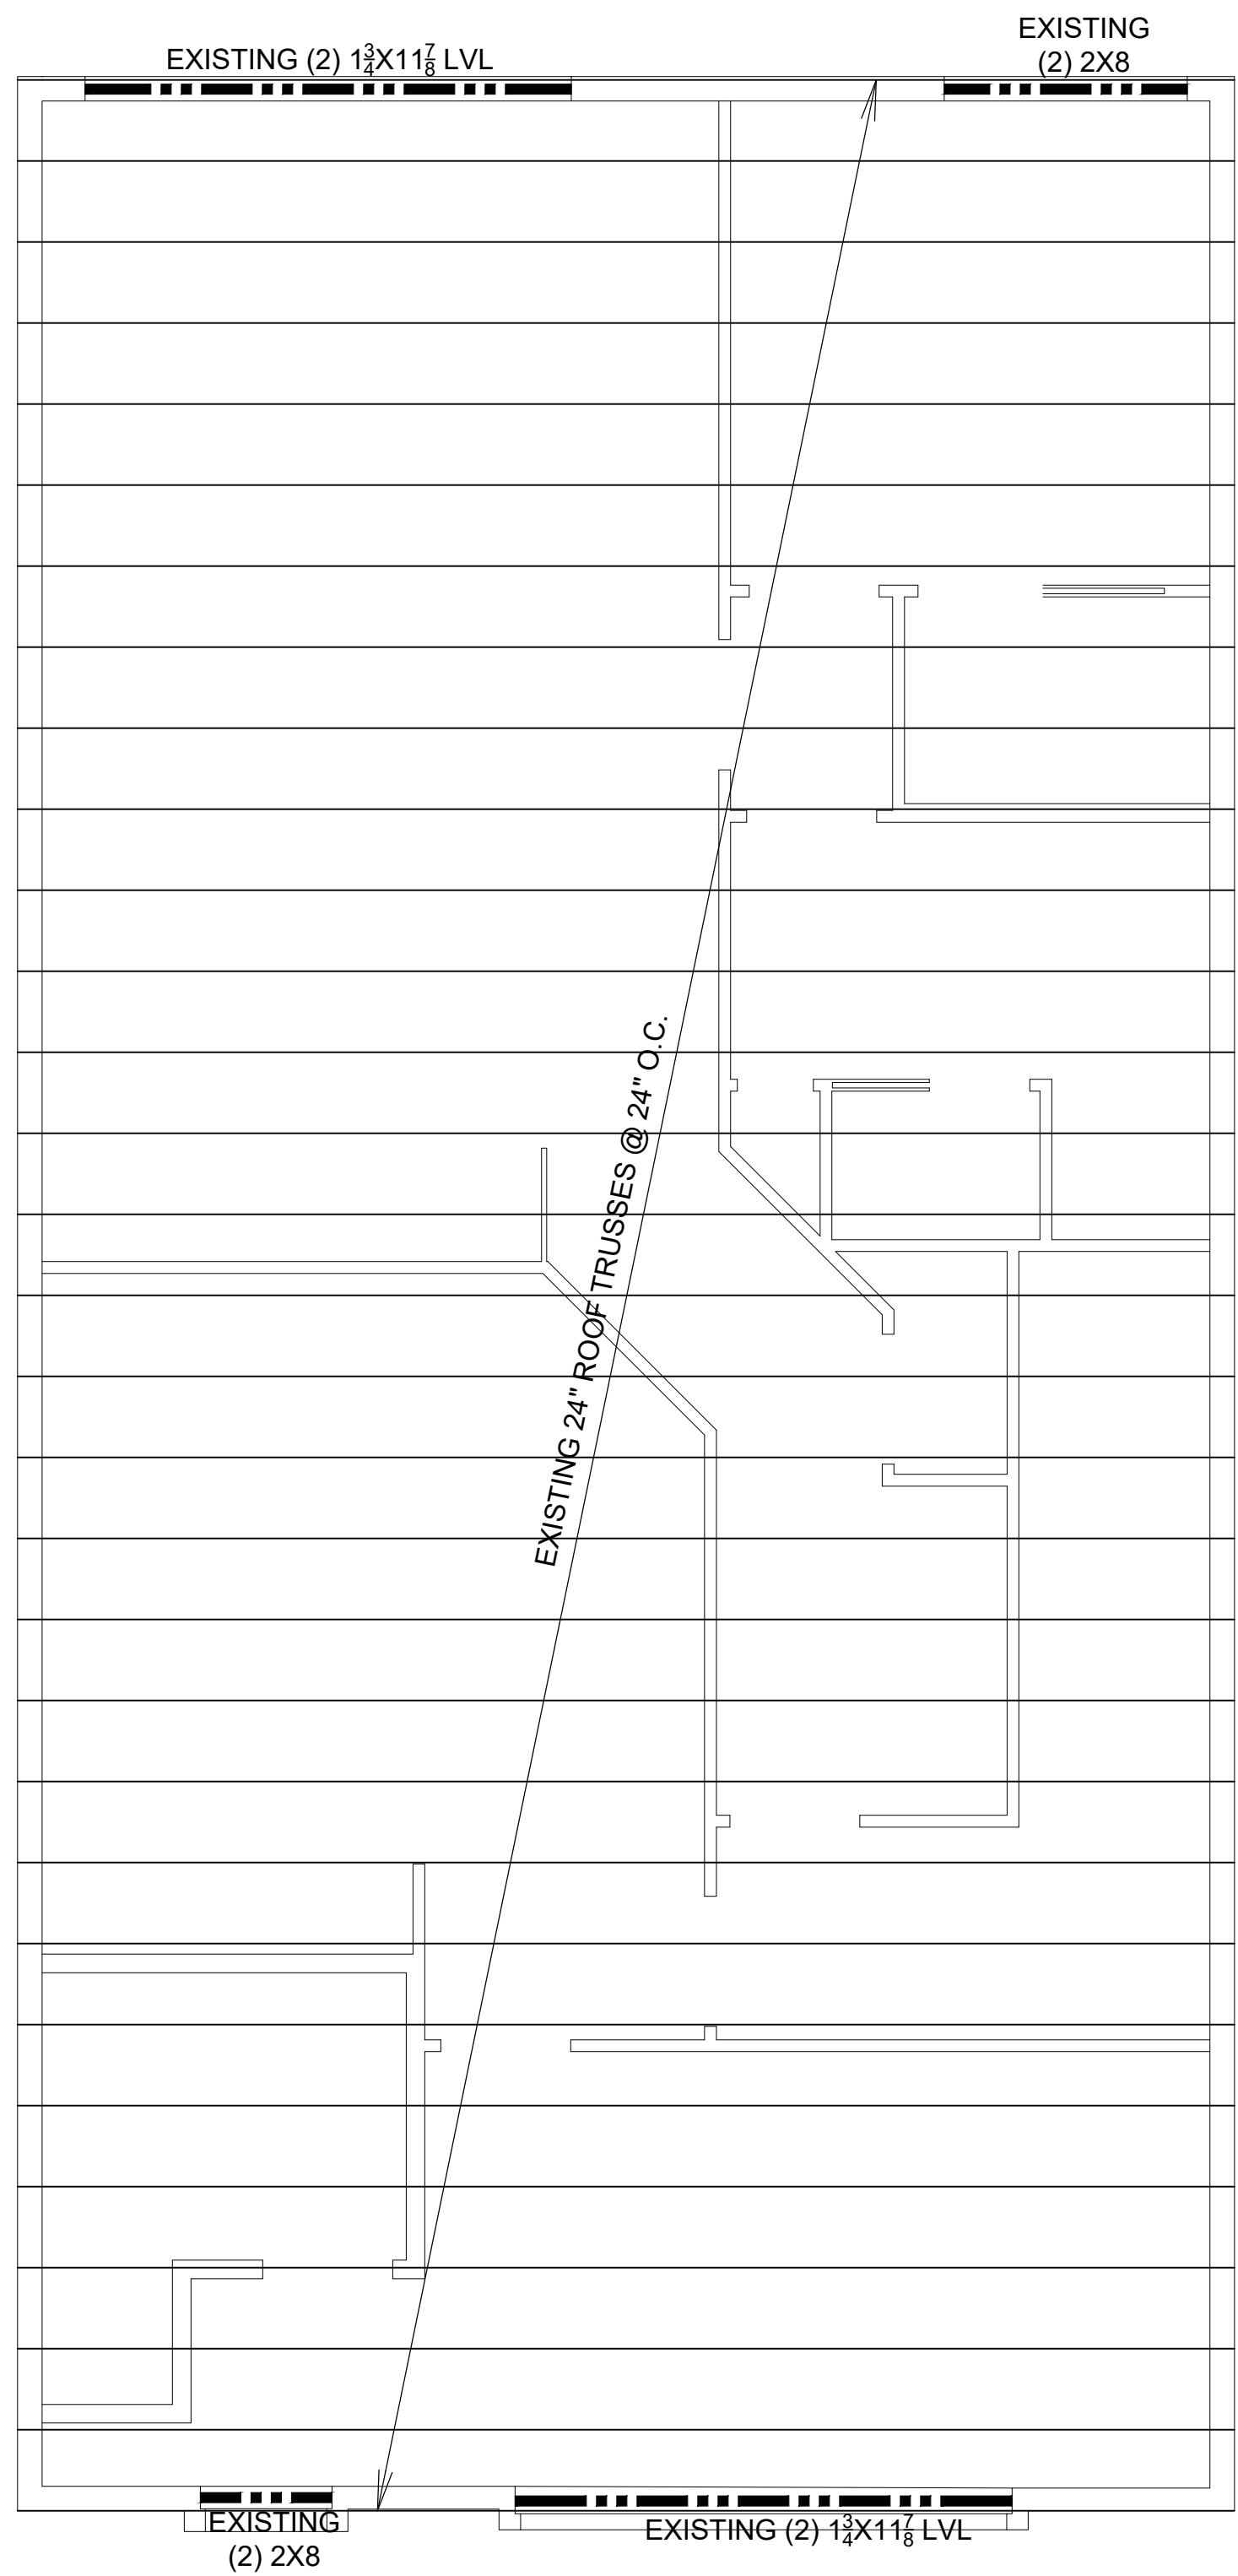 EXISTING (2) 1¾X11⅞ LVL
EXISTING
(2) 2X8
EXISTING 24" ROOF TRUSSES @ 24" O.C.
EXISTING
(2) 2X8
EXISTING (2) 1¾X11⅞ LVL